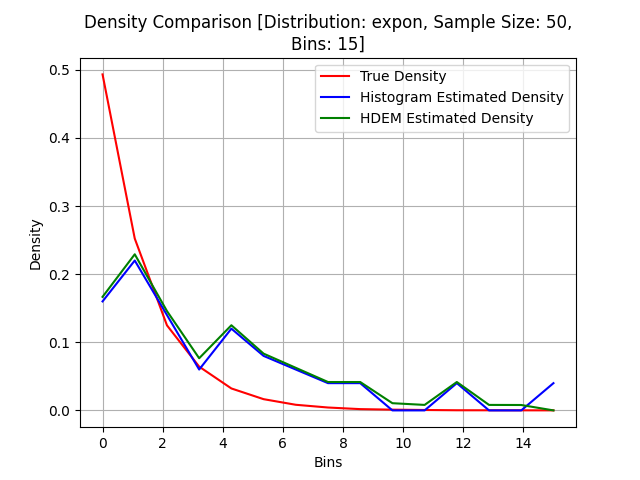 Density Comparison [Distribution: expon, Sample Size: 50,
Bins: 15]
True Density
Histogram Estimated Density
HDEM Estimated Density
Density
0.5
0.4
0.3
0.2
0.1
0.0
0 2 4 6 8 10 12 14
Bins